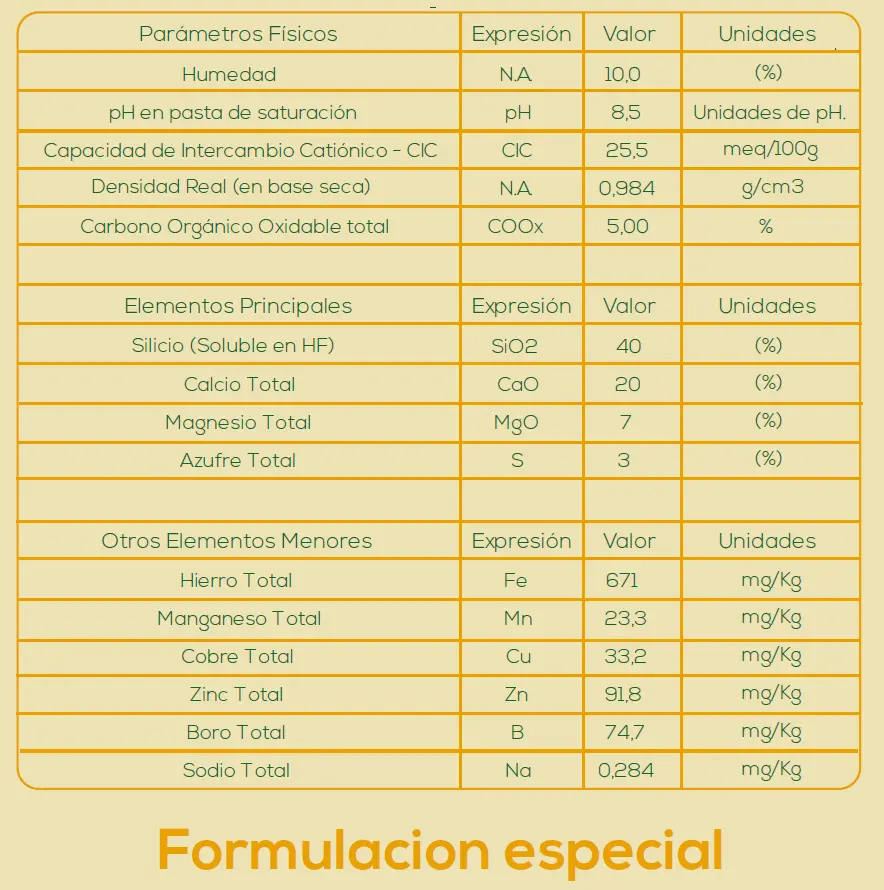 Parámetros Físicos Expresión Valor Unidades
Humedad N.A. 10,0 (%)
pH en pasta de saturación pH 8,5 Unidades de pH.
Capacidad de Intercambio Catiónico - CIC CIC 25,5 meq/100g
Densidad Real (en base seca) N.A. 0,984 g/cm3
Carbono Orgánico Oxidable total COOx 5,00 %
Elementos Principales Expresión Valor Unidades
Silicio (Soluble en HF) SiO2 40 (%)
Calcio Total CaO 20 (%)
Magnesio Total MgO 7 (%)
Azufre Total S 3 (%)
Otros Elementos Menores Expresión Valor Unidades
Hierro Total Fe 671 mg/Kg
Manganeso Total Mn 23,3 mg/Kg
Cobre Total Cu 33,2 mg/Kg
Zinc Total Zn 91,8 mg/Kg
Boro Total B 74,7 mg/Kg
Sodio Total Na 0,284 mg/Kg
Formulacion especial